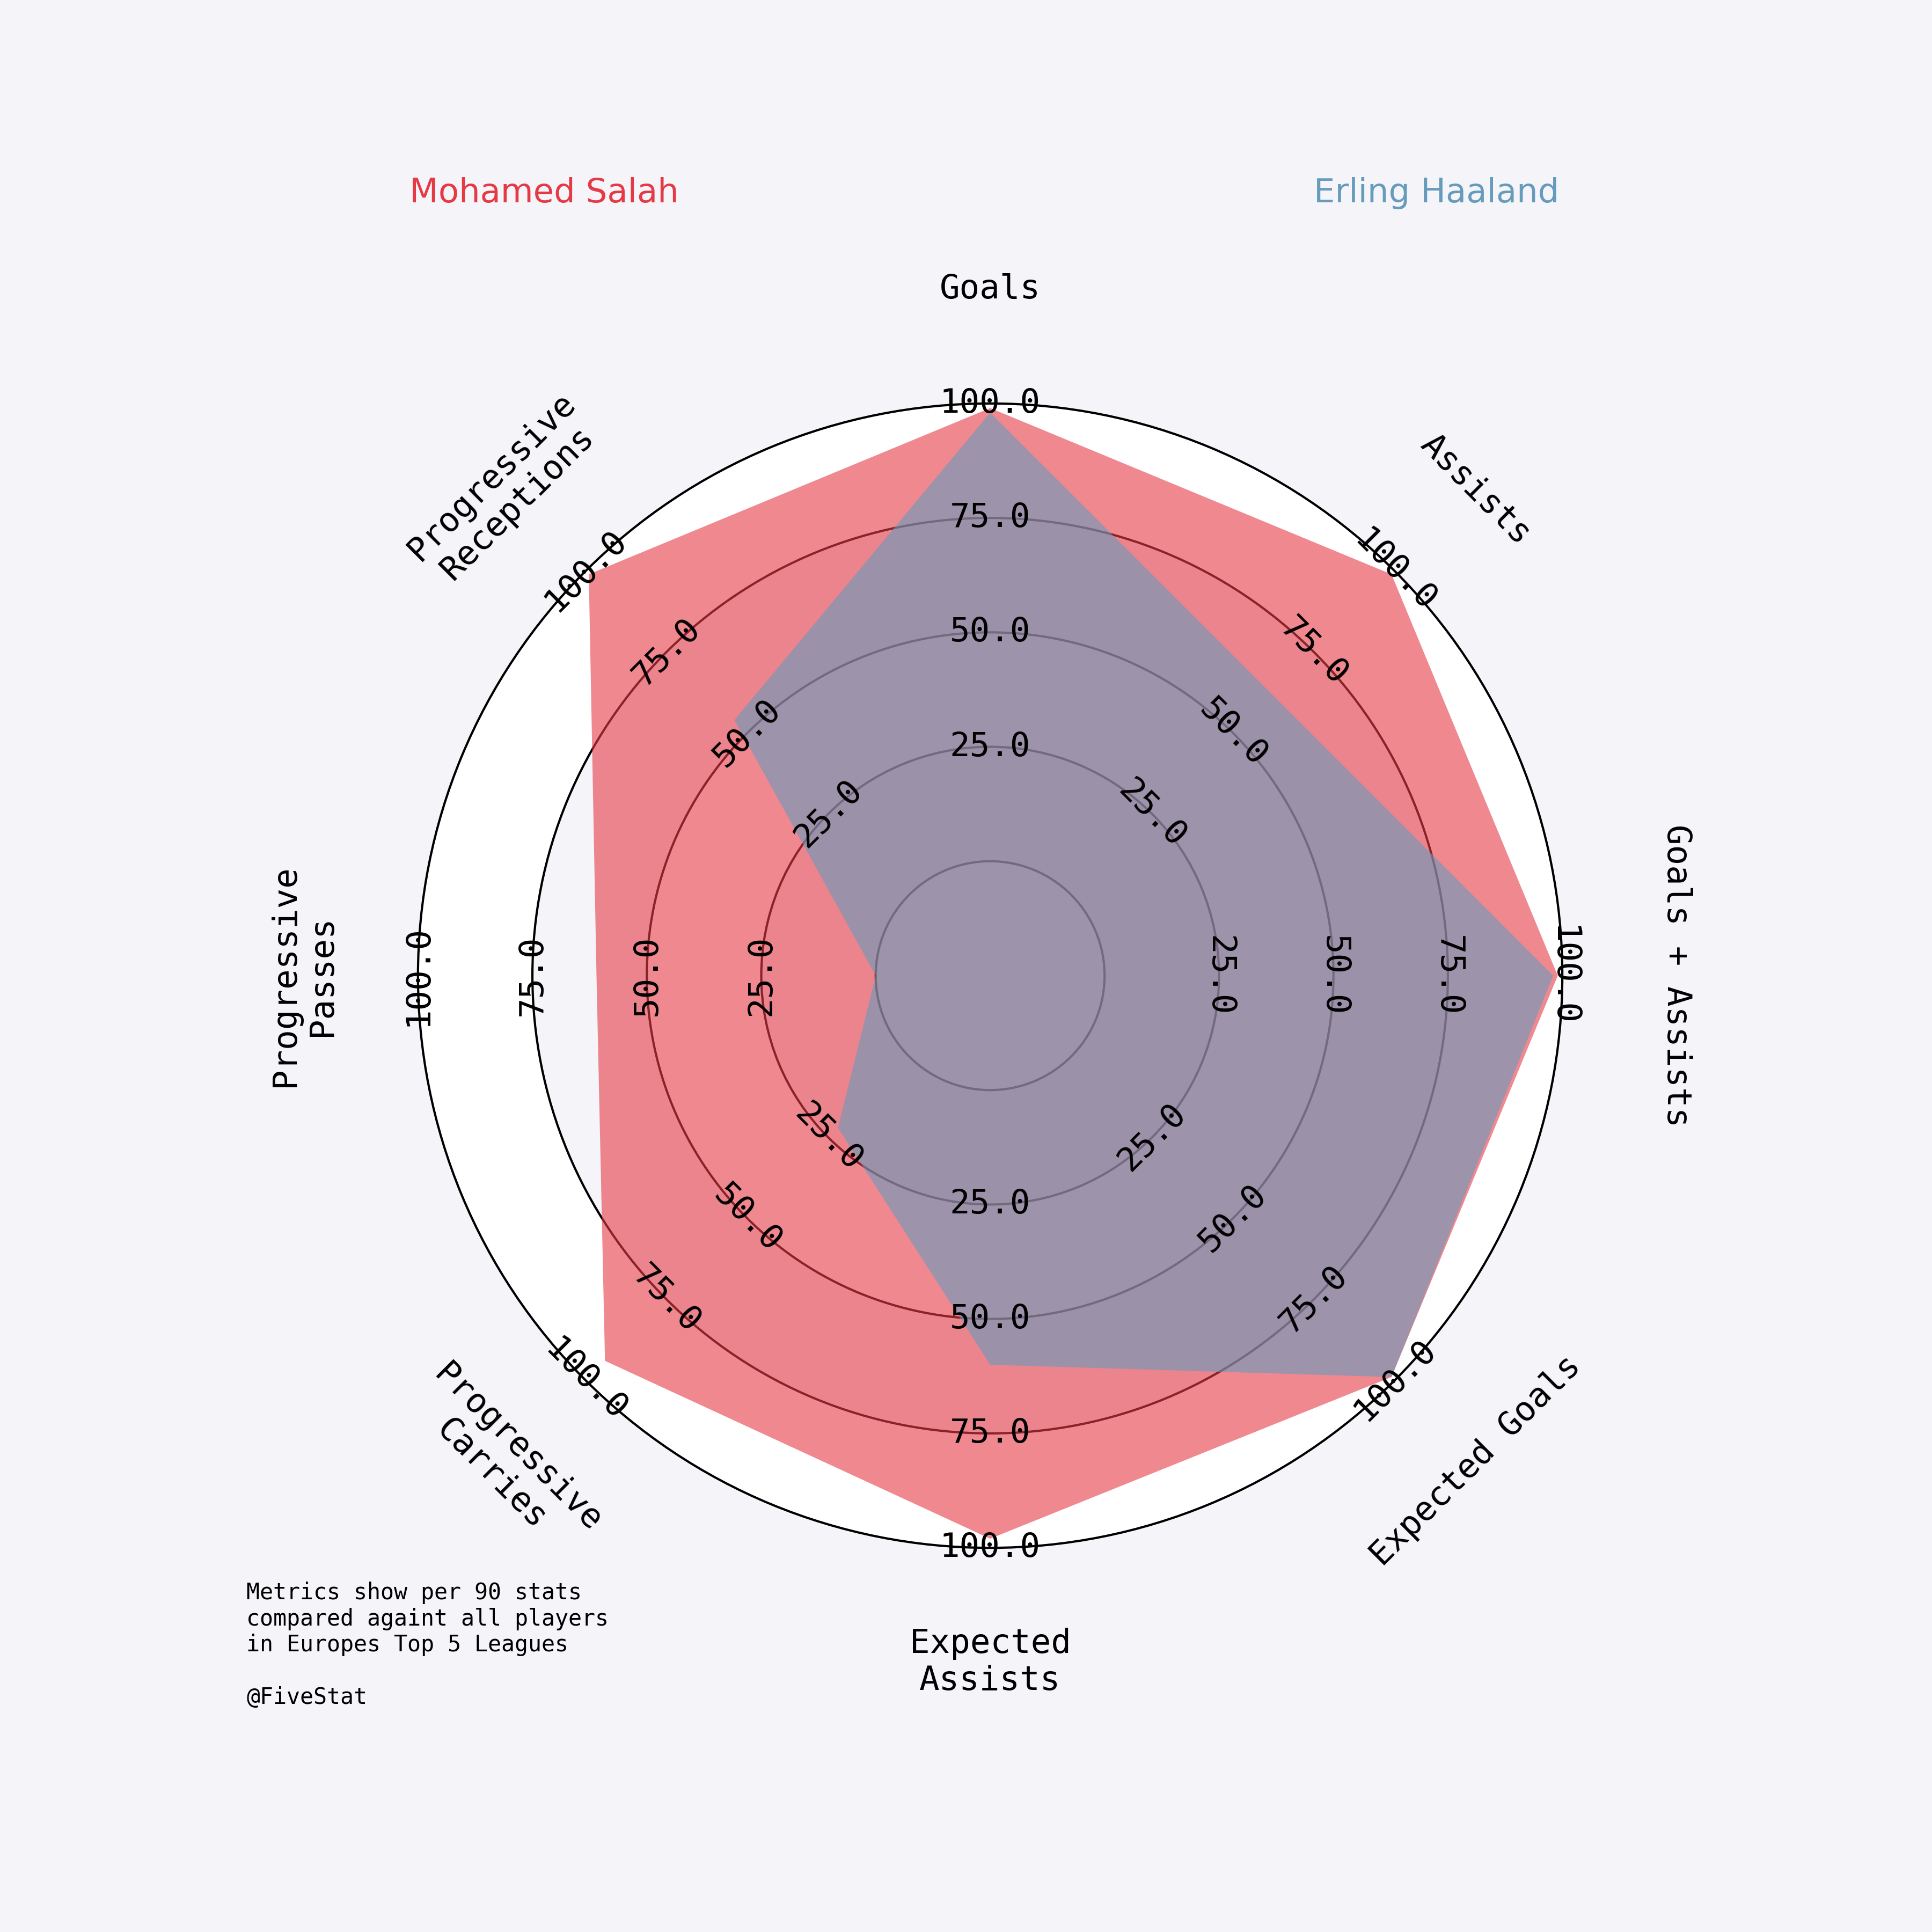 Mohamed Salah
Erling Haaland
Goals
100.0
75.0
50.0
25.0
Assists
100.0
75.0
50.0
25.0
Goals + Assists
100.0
75.0
50.0
25.0
Expected Goals
100.0
75.0
50.0
25.0
Expected
Assists
100.0
75.0
50.0
25.0
Progressive
Carries
100.0
75.0
50.0
25.0
Progressive
Passes
100.0
75.0
50.0
25.0
Progressive
Receptions
100.0
75.0
50.0
25.0
Metrics show per 90 stats
compared againt all players
in Europes Top 5 Leagues
@FiveStat